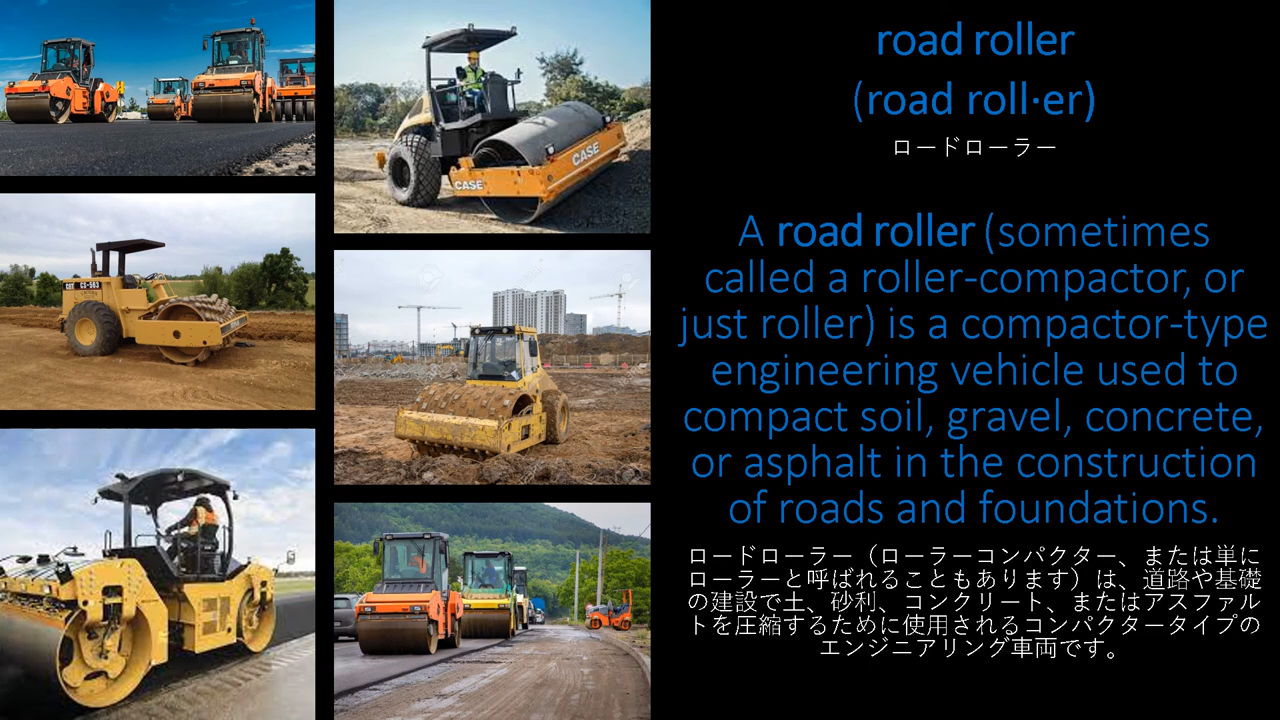 road roller
(road roll·er)
ロードローラー
A road roller (sometimes
called a roller-compactor, or
just roller) is a compactor-type
engineering vehicle used to
compact soil, gravel, concrete,
or asphalt in the construction
of roads and foundations.
ロードローラー（ローラーコンパクター、または単に
ローラーと呼ばれることもあります）は、道路や基礎
の建設で土、砂利、コンクリート、またはアスファル
トを圧縮するために使用されるコンパクタータイプの
エンジニアリング車両です。
CASE
CASE
CAT CS-563